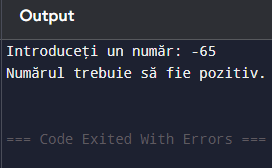 Output
Introduceți un număr: -65
Numărul trebuie să fie pozitiv.
=== Code Exited With Errors ===